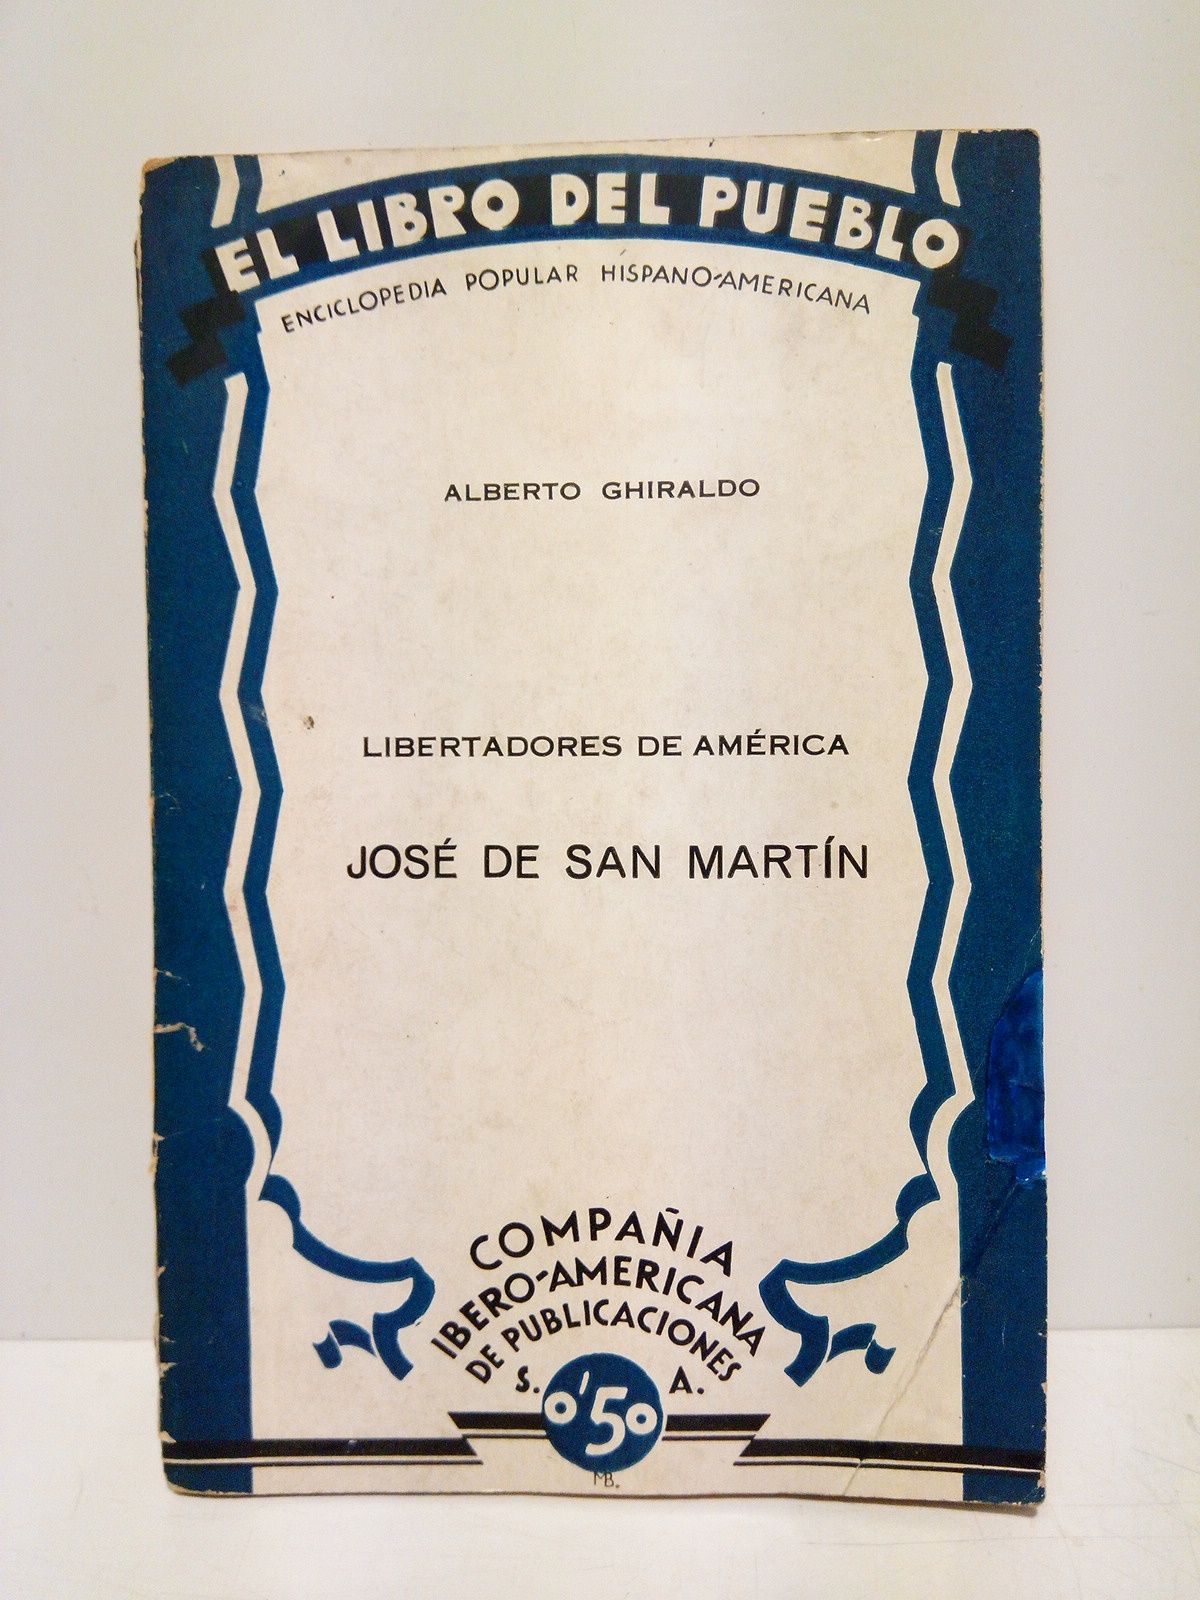 EL LIBRO DEL PUEBLO
ENCICLOPEDIA POPULAR HISPANO-AMERICANA
ALBERTO GHIRALDO
LIBERTADORES DE AMÉRICA
JOSÉ DE SAN MARTÍN
COMPAÑIA
IBERO-AMERICANA
DE PUBLICACIONES
S. A.
0'50
MB.